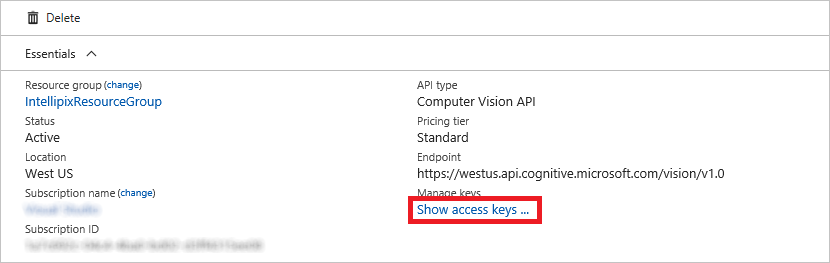 Delete
Essentials
Resource group (change)
IntellipixResourceGroup
Status
Active
Location
West US
Subscription name (change)
Subscription ID
API type
Computer Vision API
Pricing tier
Standard
Endpoint
https://westus.api.cognitive.microsoft.com/vision/v1.0
Manage keys
Show access keys ...